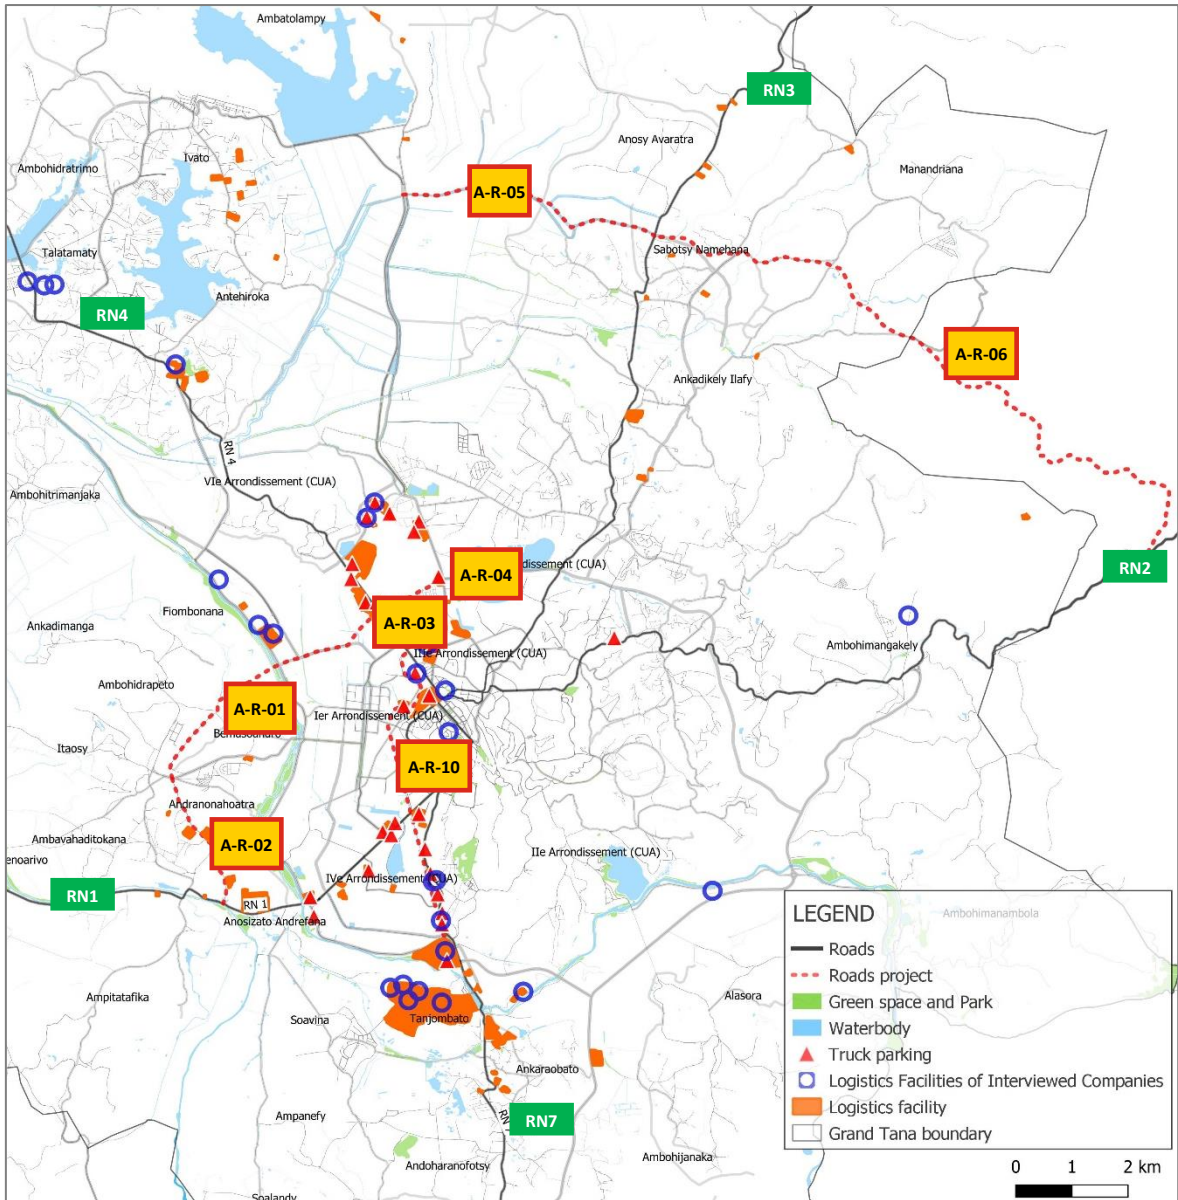 Ambatolampy
RN3
Anosy Avaratra
Ivato
Ambohidratrimo
Manandriana
A-R-05
Talatamaty
Sabotsy Namehana
Antehiroka
RN4
A-R-06
Ankadikely Ilafy
RN 4
VIe Arrondissement (CUA)
Ambohitrimanjaka
dissement (CUA)
A-R-04
RN2
Fiombonana
Ankadimanga
A-R-03
Ambohimangakely
IIIe Arrondissement (CUA)
Ambohidrapeto
A-R-01
Ier Arrondissement (CUA)
Itaosy
A-R-10
Andranonahoatra
Ambavahaditokana
A-R-02
enoarivo
IIe Arrondissement (CUA)
IVe Arrondissement (CUA)
RN1
RN 1
Anosizato Andrefana
Ambohimanambola
Ampitatafika
Alasora
Soavina
Tanjombato
Ankaraobato
Ampanefy
RN7
Ambohijanaka
Andoharanofotsy
Soalandy
LEGEND
Roads
Roads project
Green space and Park
Waterbody
Truck parking
Logistics Facilities of Interviewed Companies
Logistics facility
Grand Tana boundary
0 1 2 km